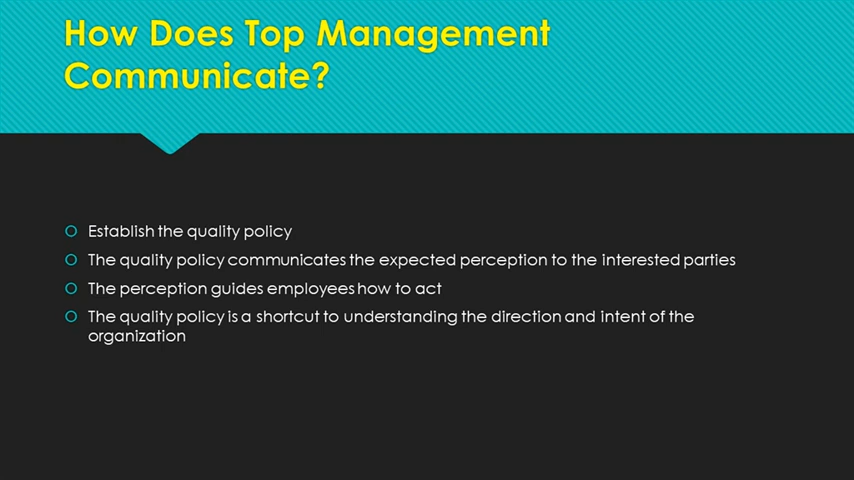 How Does Top Management
Communicate?
Establish the quality policy
The quality policy communicates the expected perception to the interested parties
The perception guides employees how to act
The quality policy is a shortcut to understanding the direction and intent of the
organization